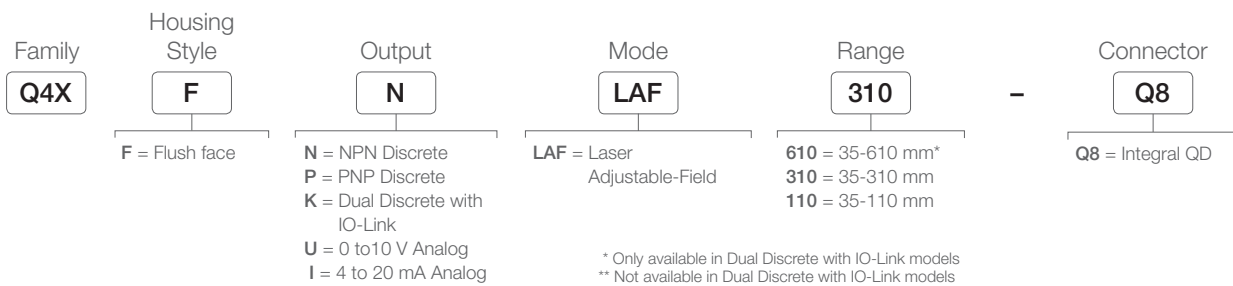 Family
Q4X
Housing
Style
F
F = Flush face
Output
N
N = NPN Discrete
P = PNP Discrete
K = Dual Discrete with
IO-Link
U = 0 to10 V Analog
I = 4 to 20 mA Analog
Mode
LAF
LAF = Laser
Adjustable-Field
Range
310
610 = 35-610 mm*
310 = 35-310 mm
110 = 35-110 mm
–
Connector
Q8
Q8 = Integral QD
* Only available in Dual Discrete with IO-Link models
** Not available in Dual Discrete with IO-Link models